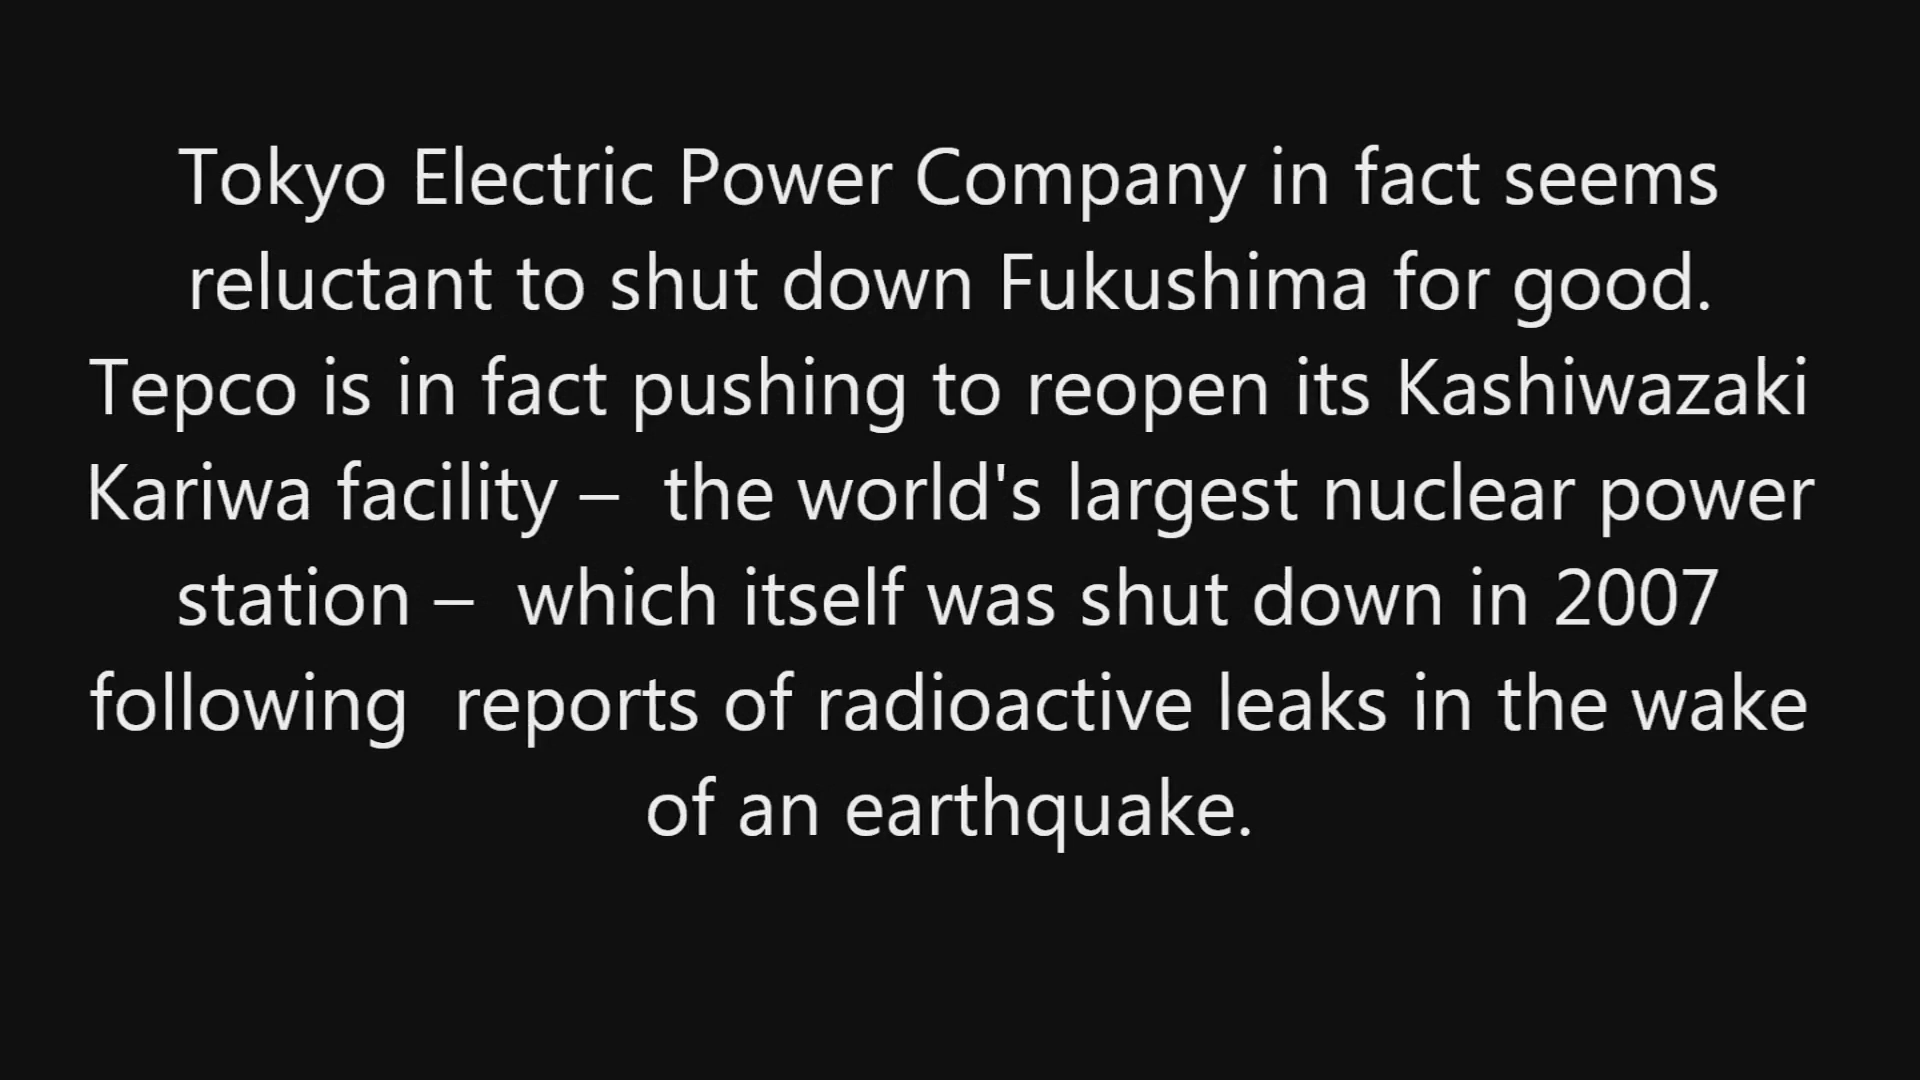 Tokyo Electric Power Company in fact seems
reluctant to shut down Fukushima for good.
Tepco is in fact pushing to reopen its Kashiwazaki
Kariwa facility –  the world's largest nuclear power
station –  which itself was shut down in 2007
following  reports of radioactive leaks in the wake
of an earthquake.